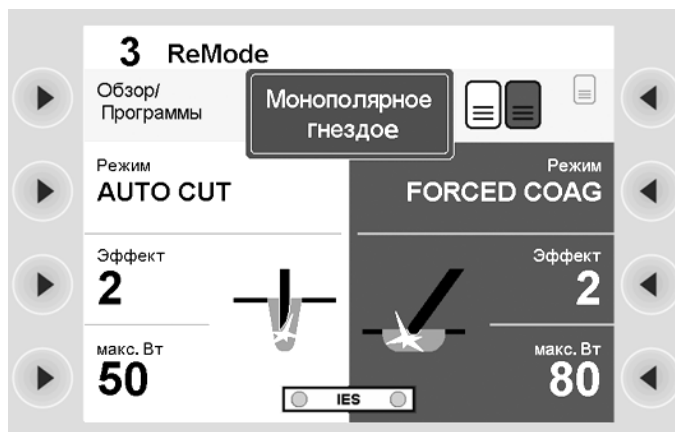 3 ReMode
Обзор/
Программы
Монополярное
гнездое
Режим
AUTO CUT
Режим
FORCED COAG
Эффект
2
Эффект
2
макс. Вт
50
макс. Вт
80
IES